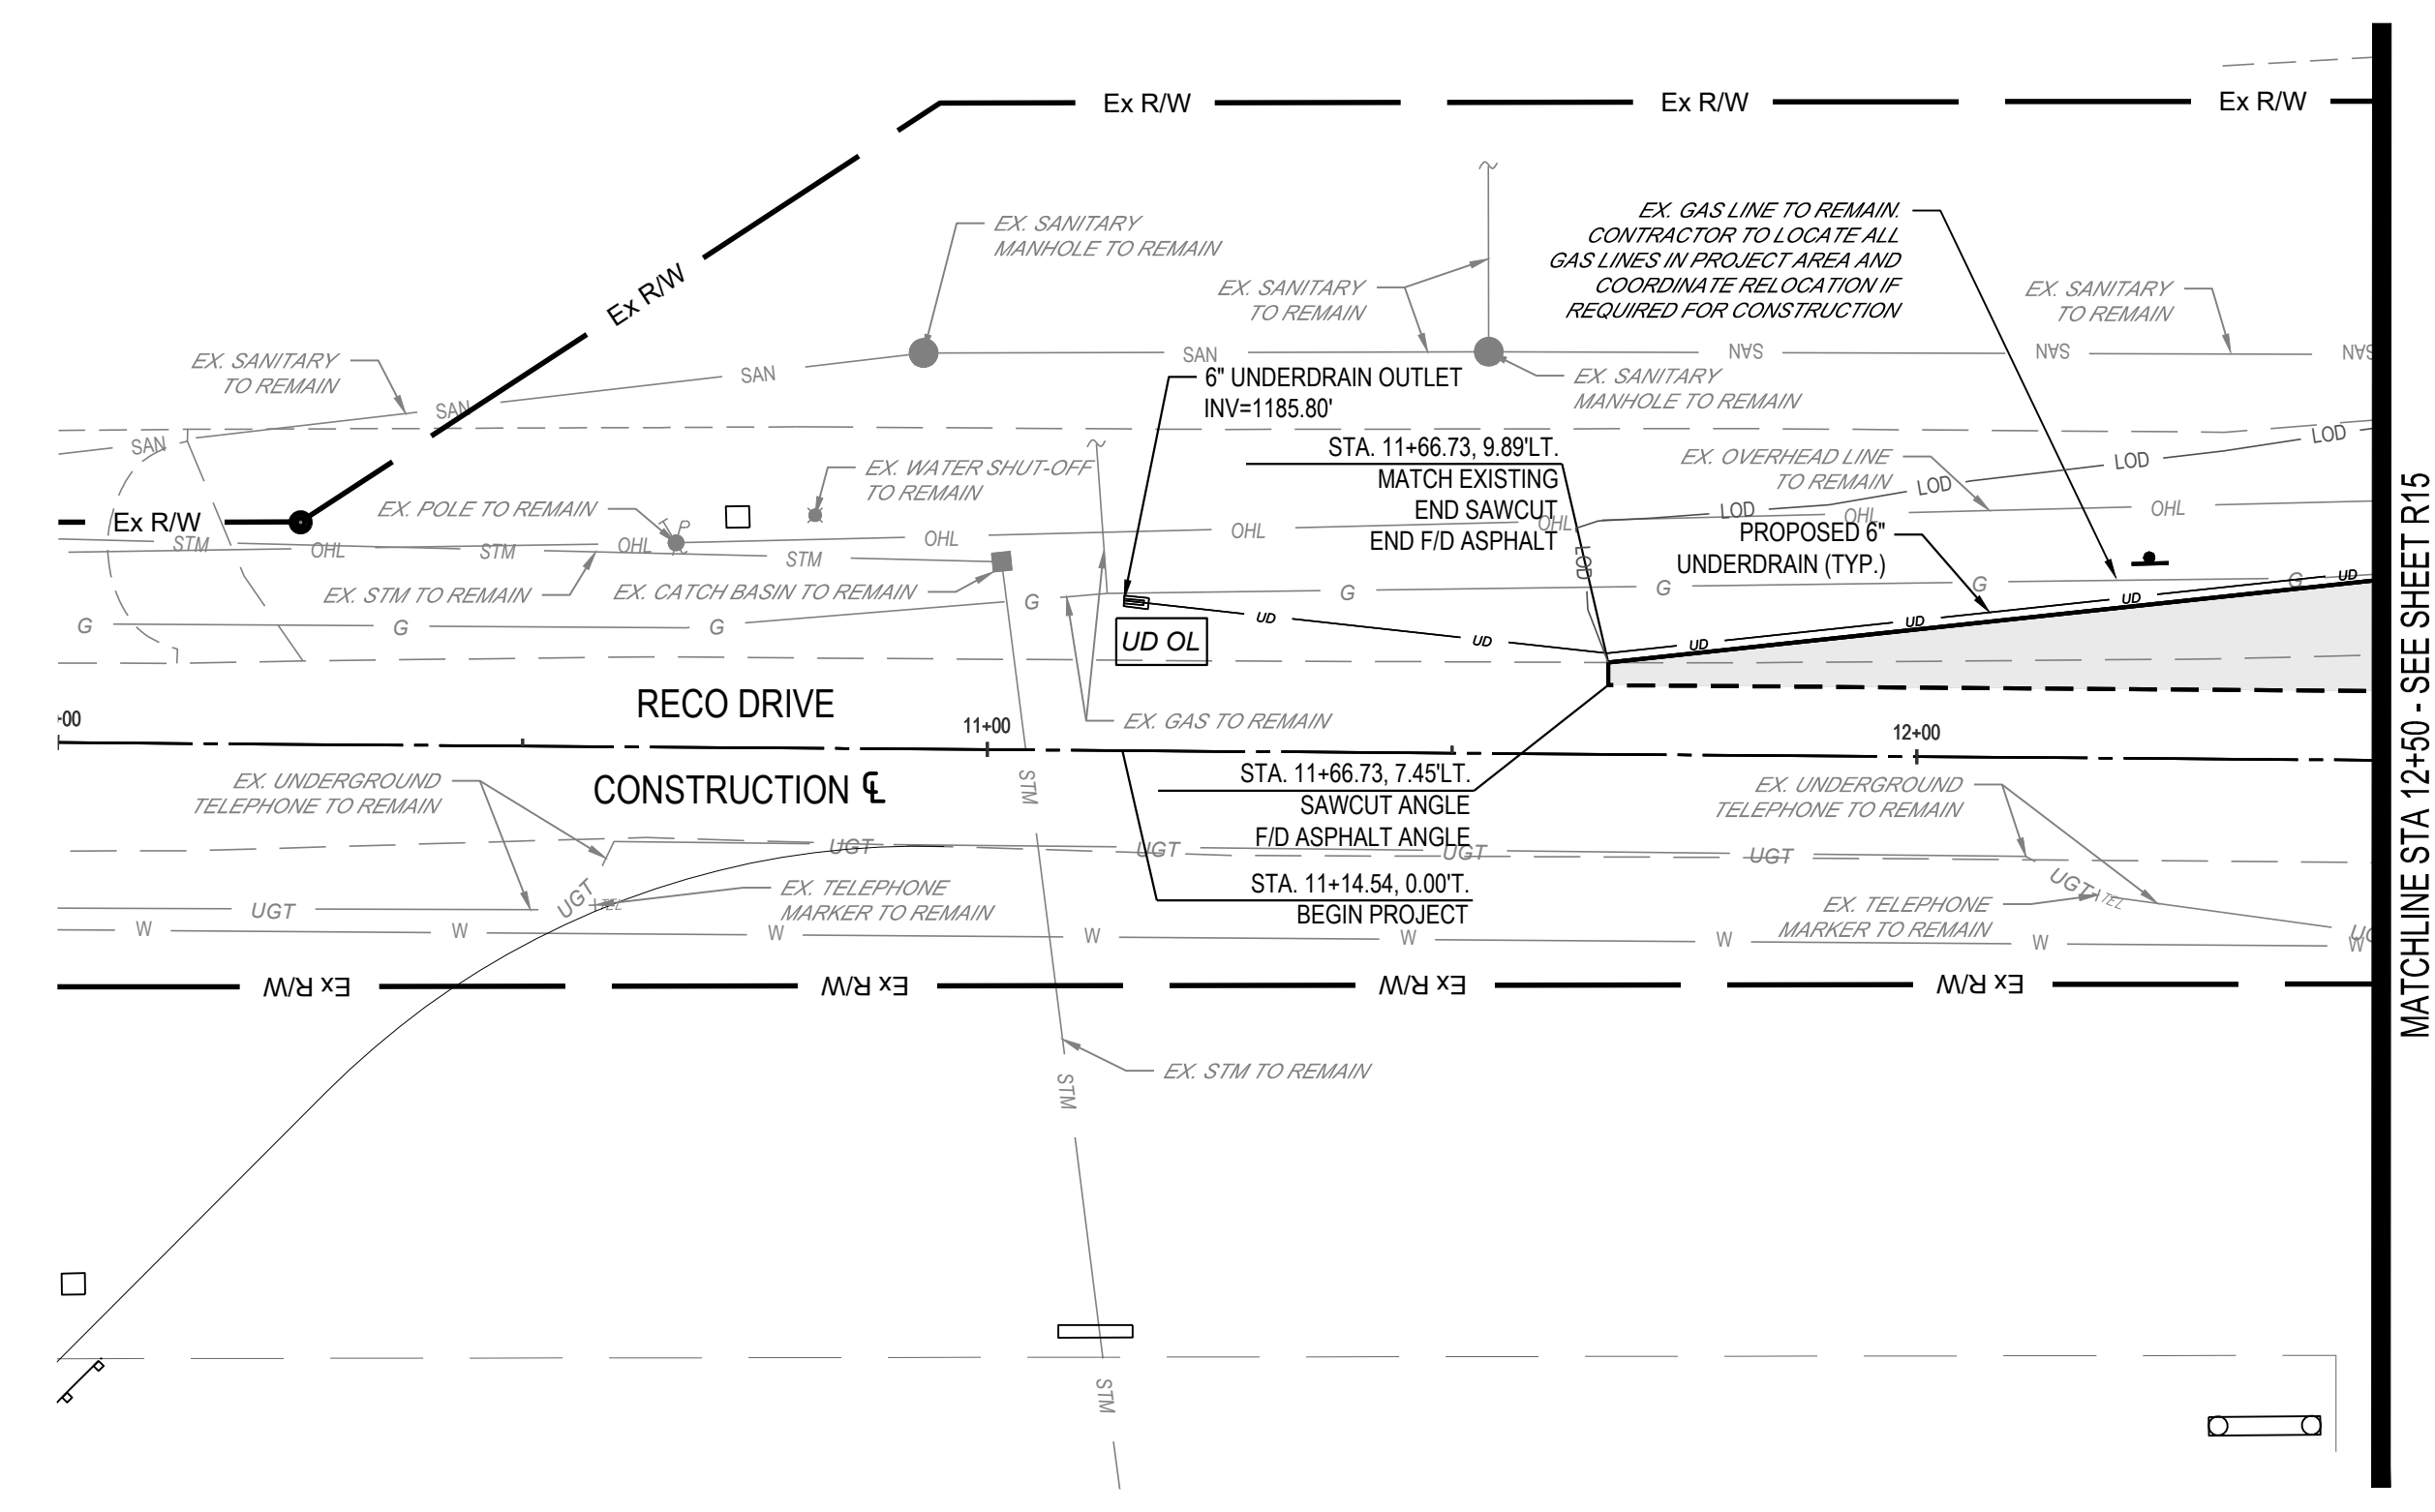 Ex R/W
Ex R/W
Ex R/W
EX. SANITARY
MANHOLE TO REMAIN
EX. GAS LINE TO REMAIN.
CONTRACTOR TO LOCATE ALL
GAS LINES IN PROJECT AREA AND
COORDINATE RELOCATION IF
REQUIRED FOR CONSTRUCTION
Ex R/W
EX. SANITARY
TO REMAIN
EX. SANITARY
TO REMAIN
EX. SANITARY
TO REMAIN
SAN
SAN
SAN
SAN
SAN
SAN
SAN
6" UNDERDRAIN OUTLET
INV=1185.80'
EX. SANITARY
MANHOLE TO REMAIN
STA. 11+66.73, 9.89'LT.
MATCH EXISTING
END SAWCUT
END F/D ASPHALT
EX. OVERHEAD LINE
TO REMAIN
LOD
LOD
LOD
LOD
LOD
EX. WATER SHUT-OFF
TO REMAIN
EX. POLE TO REMAIN
T P
Ex R/W
STM
OHL
STM
OHL
STM
OHL
OHL
OHL
OHL
OHL
PROPOSED 6"
UNDERDRAIN (TYP.)
EX. STM TO REMAIN
EX. CATCH BASIN TO REMAIN
G
G
G
G
G
G
G
G
UD
UD
UD
UD
UD
UD
UD OL
RECO DRIVE
EX. GAS TO REMAIN
+00
11+00
12+00
CONSTRUCTION ℄
STM
EX. UNDERGROUND
TELEPHONE TO REMAIN
STA. 11+66.73, 7.45'LT.
SAWCUT ANGLE
F/D ASPHALT ANGLE
EX. UNDERGROUND
TELEPHONE TO REMAIN
UGT
UGT
UGT
UGT
UGT
UGT
UGT
TEL
EX. TELEPHONE
MARKER TO REMAIN
STA. 11+14.54, 0.00'T.
BEGIN PROJECT
EX. TELEPHONE
MARKER TO REMAIN
TEL
UG
W
W
W
W
W
W
W
W
Ex R/W
Ex R/W
Ex R/W
Ex R/W
EX. STM TO REMAIN
STM
STM
MATCHLINE STA 12+50 - SEE SHEET R15